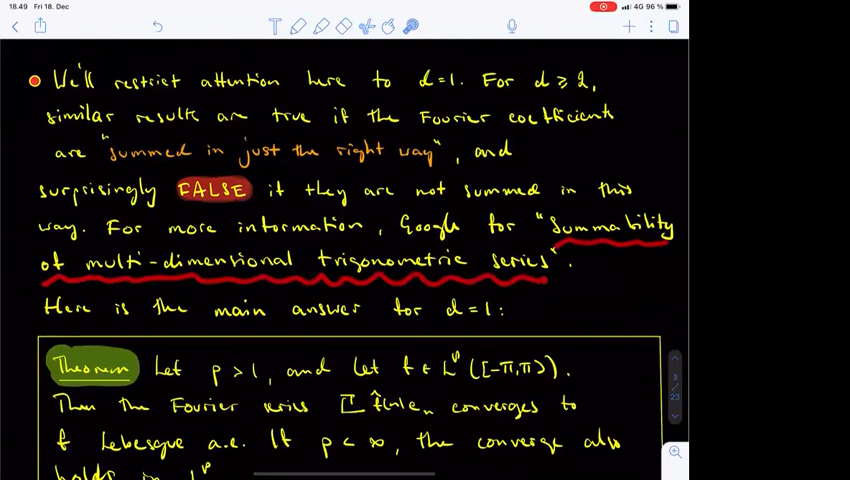 18.49 Fri 18. Dec
4G 96 %
We'll restrict attention here to d=1. For d ≥ 2,
similar results are true if the Fourier coefficients
are "summed in just the right way", and
surprisingly FALSE if they are not summed in this
way. For more information, Google for "Summability
of multi-dimensional trigonometric series".
Here is the main answer for d=1:
Theorem Let p > 1, and let f ∈ L^p([-π,π)).
Then the Fourier series Σ f̂(n)e_n converges to
f Lebesgue a.e. If p < ∞, the converge also
holds in L^p
3
/
23